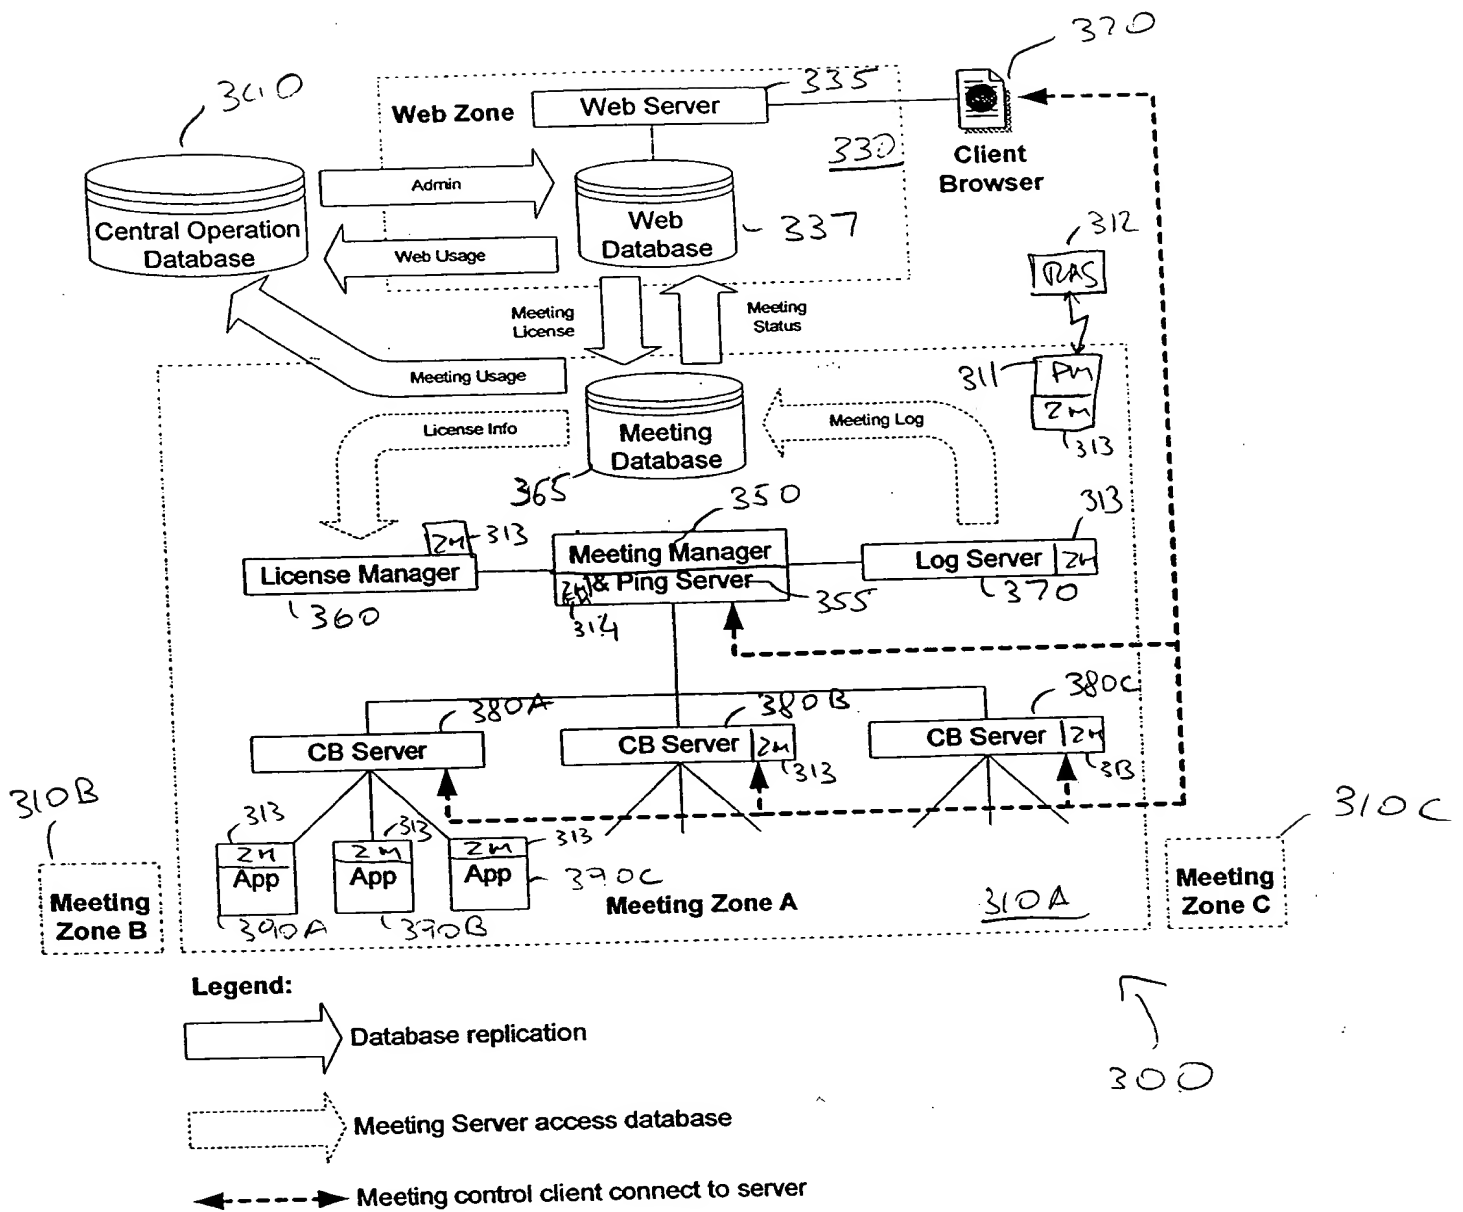 320
340
335
Web Zone
Web Server
330
Client
Browser
Admin
Central Operation
Database
Web
Database
337
Web Usage
312
RAS
Meeting
License
Meeting
Status
311
PM
ZM
313
Meeting Usage
License Info
Meeting
Database
Meeting Log
365
350
313
ZM
313
License Manager
Meeting Manager
& Ping Server
ZM
314
355
Log Server
ZM
360
370
380A
380B
380C
CB Server
CB Server
ZM
CB Server
ZM
313
313
310B
310C
313
313
313
ZM
ZM
ZM
App
App
App
390C
390A
390B
Meeting Zone A
310A
Meeting
Zone B
Meeting
Zone C
Legend:
Database replication
300
Meeting Server access database
Meeting control client connect to server